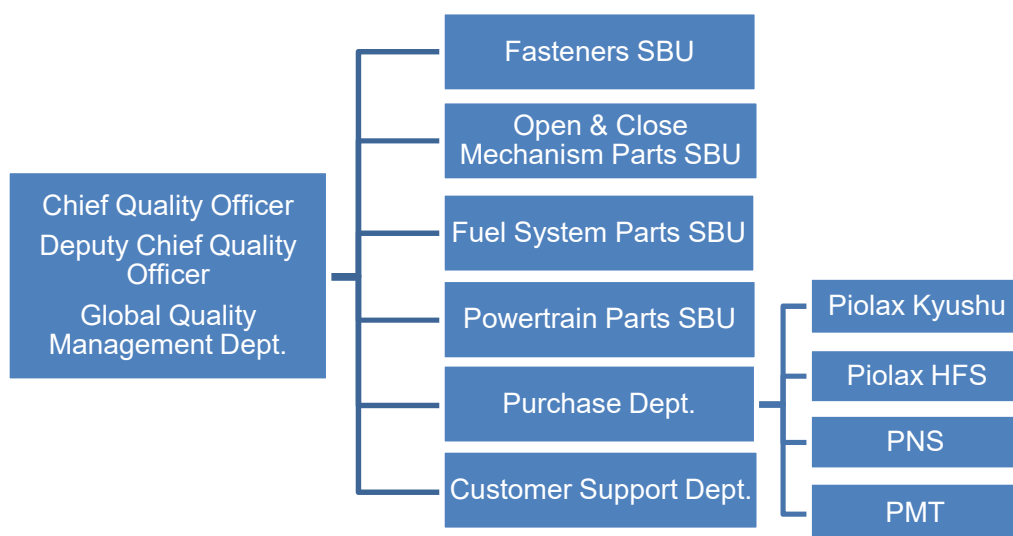 Chief Quality Officer
Deputy Chief Quality
Officer
Global Quality
Management Dept.
Fasteners SBU
Open & Close
Mechanism Parts SBU
Fuel System Parts SBU
Powertrain Parts SBU
Purchase Dept.
Customer Support Dept.
Piolax Kyushu
Piolax HFS
PNS
PMT